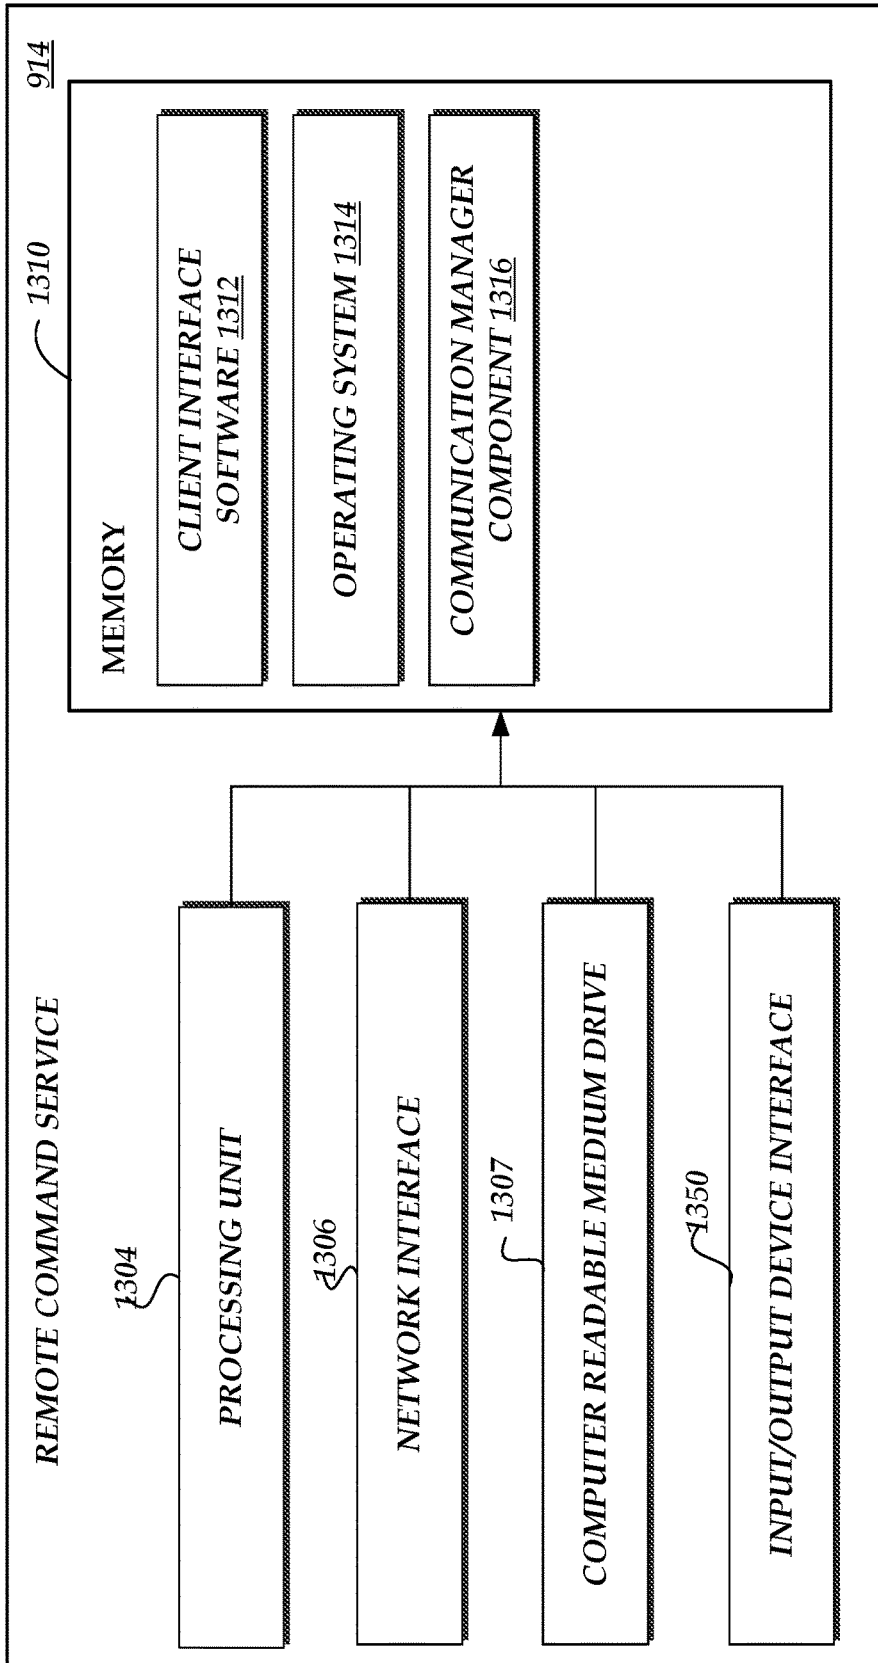 REMOTE COMMAND SERVICE
914
1304
PROCESSING UNIT
1306
NETWORK INTERFACE
1307
COMPUTER READABLE MEDIUM DRIVE
1350
INPUT/OUTPUT DEVICE INTERFACE
1310
MEMORY
CLIENT INTERFACE
SOFTWARE 1312
OPERATING SYSTEM 1314
COMMUNICATION MANAGER
COMPONENT 1316